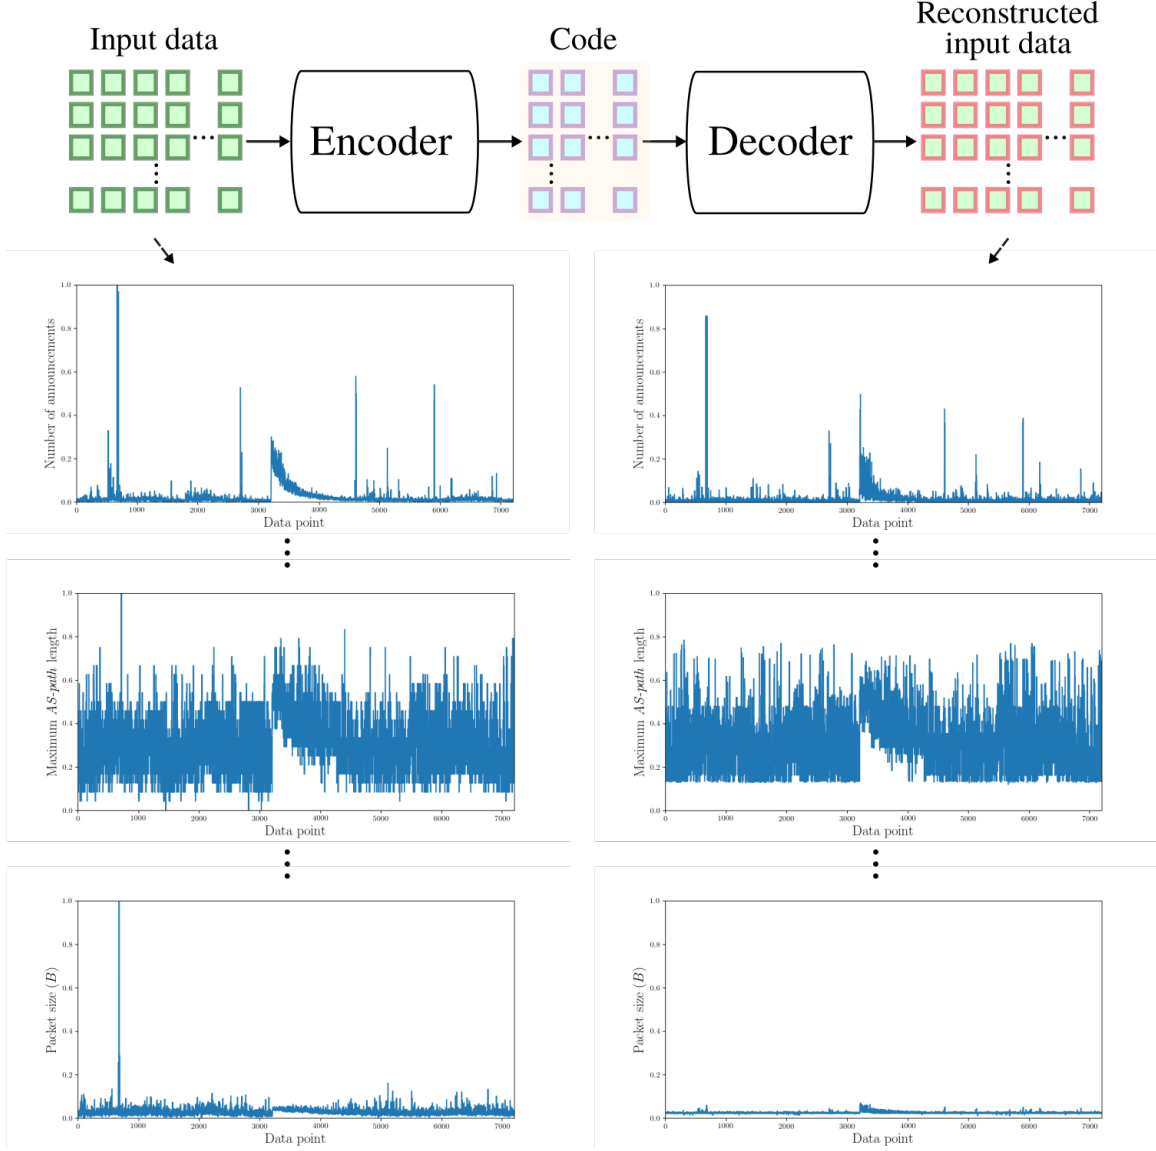 Input data
Code
Reconstructed
input data
Encoder
Decoder
1.0
0.8
0.6
0.4
0.2
0.0
Number of announcements
0 1000 2000 3000 4000 5000 6000 7000
Data point
1.0
0.8
0.6
0.4
0.2
0.0
Number of announcements
0 1000 2000 3000 4000 5000 6000 7000
Data point
1.0
0.8
0.6
0.4
0.2
0.0
Maximum AS-path length
0 1000 2000 3000 4000 5000 6000 7000
Data point
1.0
0.8
0.6
0.4
0.2
0.0
Maximum AS-path length
0 1000 2000 3000 4000 5000 6000 7000
Data point
1.0
0.8
0.6
0.4
0.2
0.0
Packet size (B)
0 1000 2000 3000 4000 5000 6000 7000
Data point
1.0
0.8
0.6
0.4
0.2
0.0
Packet size (B)
0 1000 2000 3000 4000 5000 6000 7000
Data point